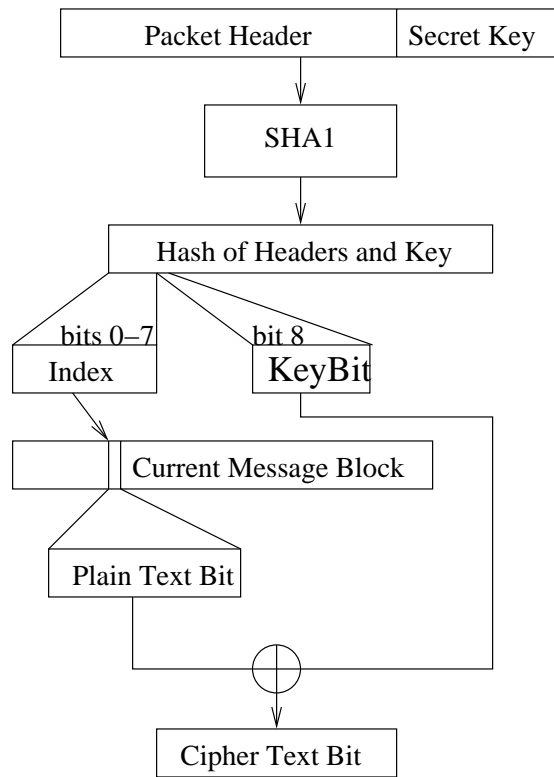 Packet Header
Secret Key
SHA1
Hash of Headers and Key
bits 0–7
bit 8
Index
KeyBit
Current Message Block
Plain Text Bit
Cipher Text Bit